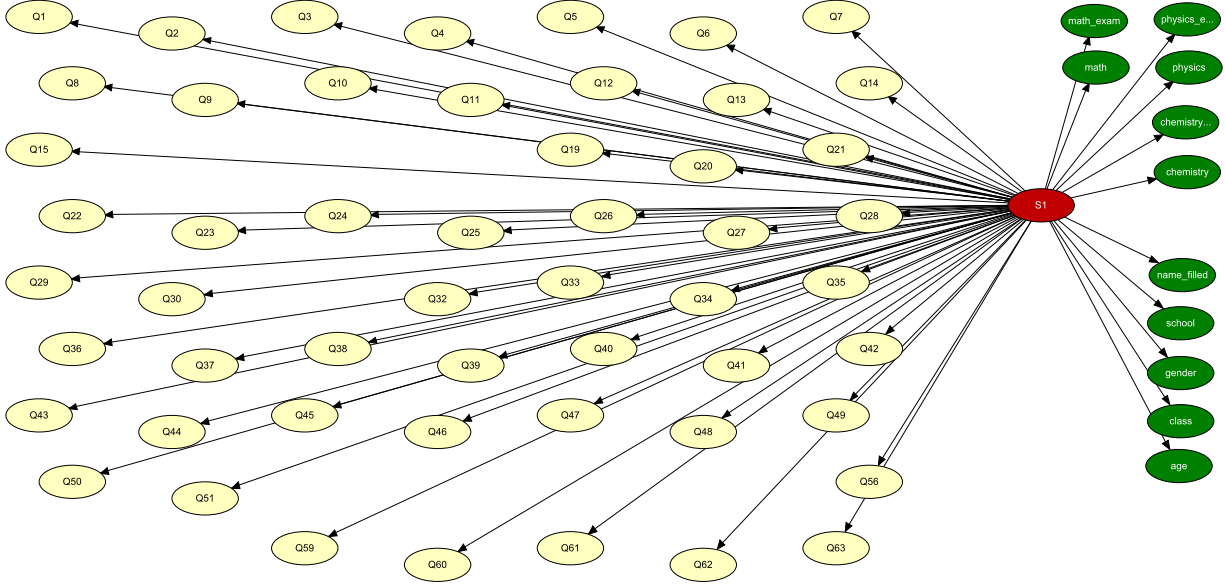 Q1
Q2
Q3
Q4
Q5
Q6
Q7
math_exam
physics_e...
math
physics
Q8
Q9
Q10
Q11
Q12
Q13
Q14
chemistry...
Q15
Q19
Q20
Q21
chemistry
S1
Q22
Q23
Q24
Q25
Q26
Q27
Q28
Q29
Q30
Q32
Q33
Q34
Q35
name_filled
school
Q36
Q37
Q38
Q39
Q40
Q41
Q42
gender
Q43
Q44
Q45
Q46
Q47
Q48
Q49
class
age
Q50
Q51
Q56
Q59
Q60
Q61
Q62
Q63